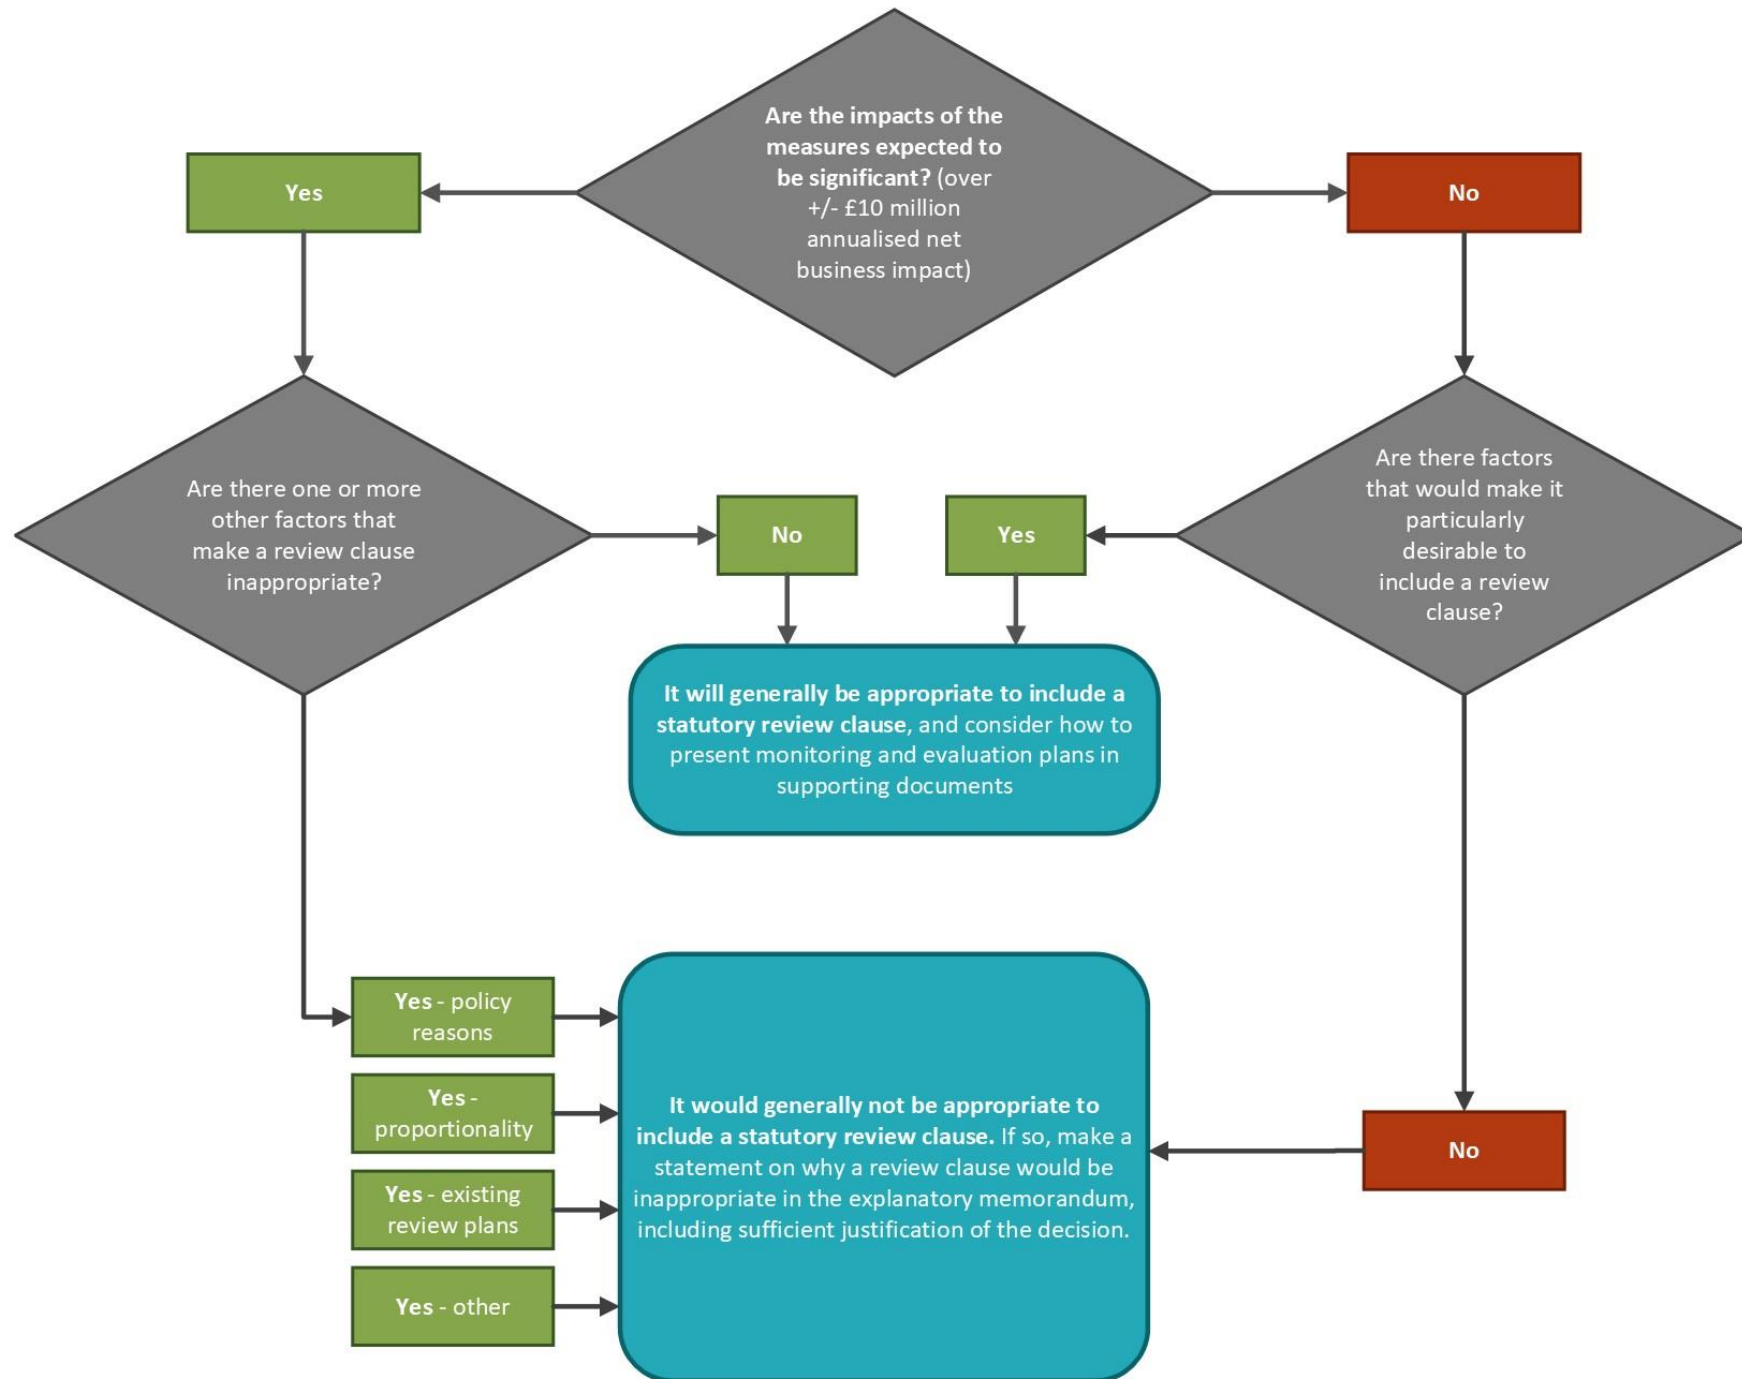 Are the impacts of the
measures expected to
be significant? (over
+/- £10 million
annualised net
business impact)
Yes
No
Are there one or more
other factors that
make a review clause
inappropriate?
No
Yes
Are there factors
that would make it
particularly
desirable to
include a review
clause?
It will generally be appropriate to include a
statutory review clause, and consider how to
present monitoring and evaluation plans in
supporting documents
Yes - policy
reasons
Yes -
proportionality
Yes - existing
review plans
Yes - other
It would generally not be appropriate to
include a statutory review clause. If so, make a
statement on why a review clause would be
inappropriate in the explanatory memorandum,
including sufficient justification of the decision.
No